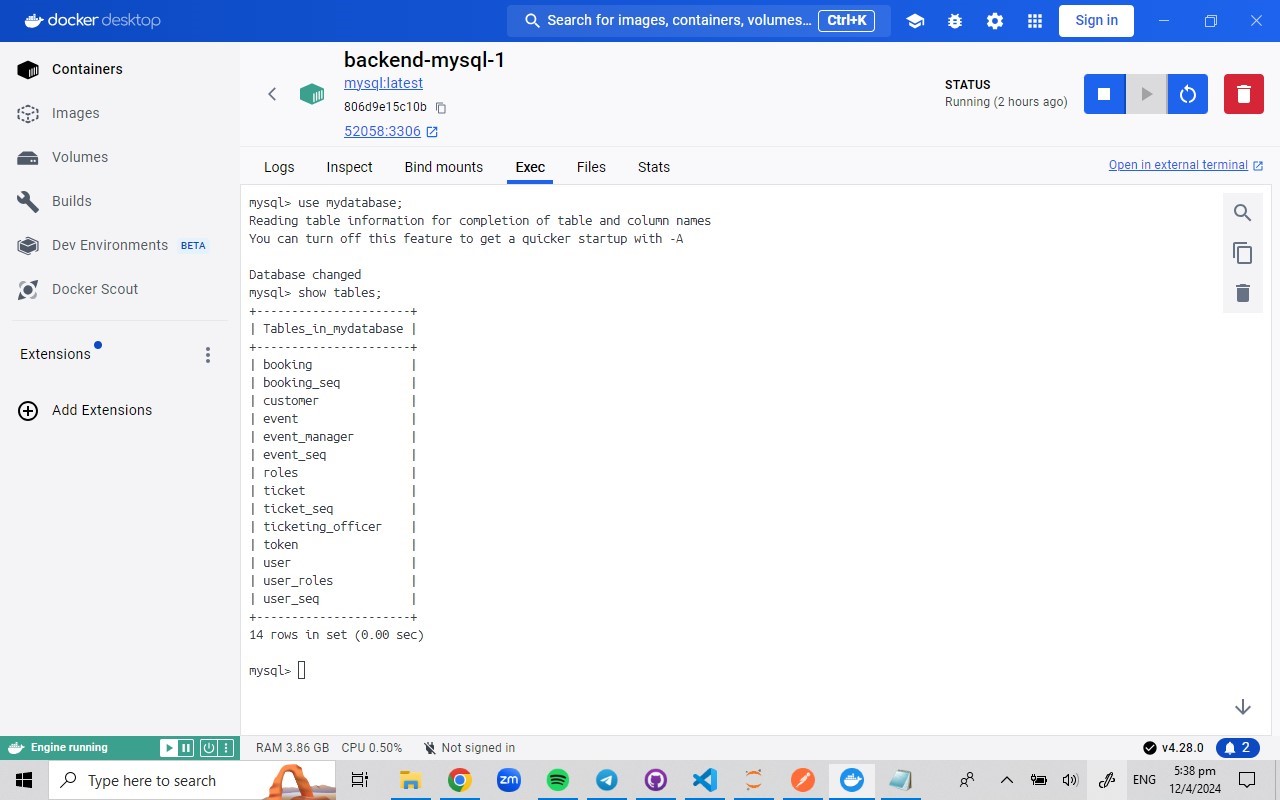 docker desktop
Search for images, containers, volumes... Ctrl+K
Sign in
Containers
Images
Volumes
Builds
Dev Environments BETA
Docker Scout
Extensions
Add Extensions
backend-mysql-1
mysql:latest
806d9e15c10b
52058:3306
STATUS
Running (2 hours ago)
Logs Inspect Bind mounts Exec Files Stats
Open in external terminal
mysql> use mydatabase;
Reading table information for completion of table and column names
You can turn off this feature to get a quicker startup with -A
Database changed
mysql> show tables;
+----------------------+
| Tables_in_mydatabase |
+----------------------+
| booking              |
| booking_seq          |
| customer             |
| event                |
| event_manager        |
| event_seq            |
| roles                |
| ticket               |
| ticket_seq           |
| ticketing_officer    |
| token                |
| user                 |
| user_roles           |
| user_seq             |
+----------------------+
14 rows in set (0.00 sec)
mysql>
Engine running
RAM 3.86 GB CPU 0.50% Not signed in
v4.28.0 2
Type here to search
zm
ENG
5:38 pm
12/4/2024